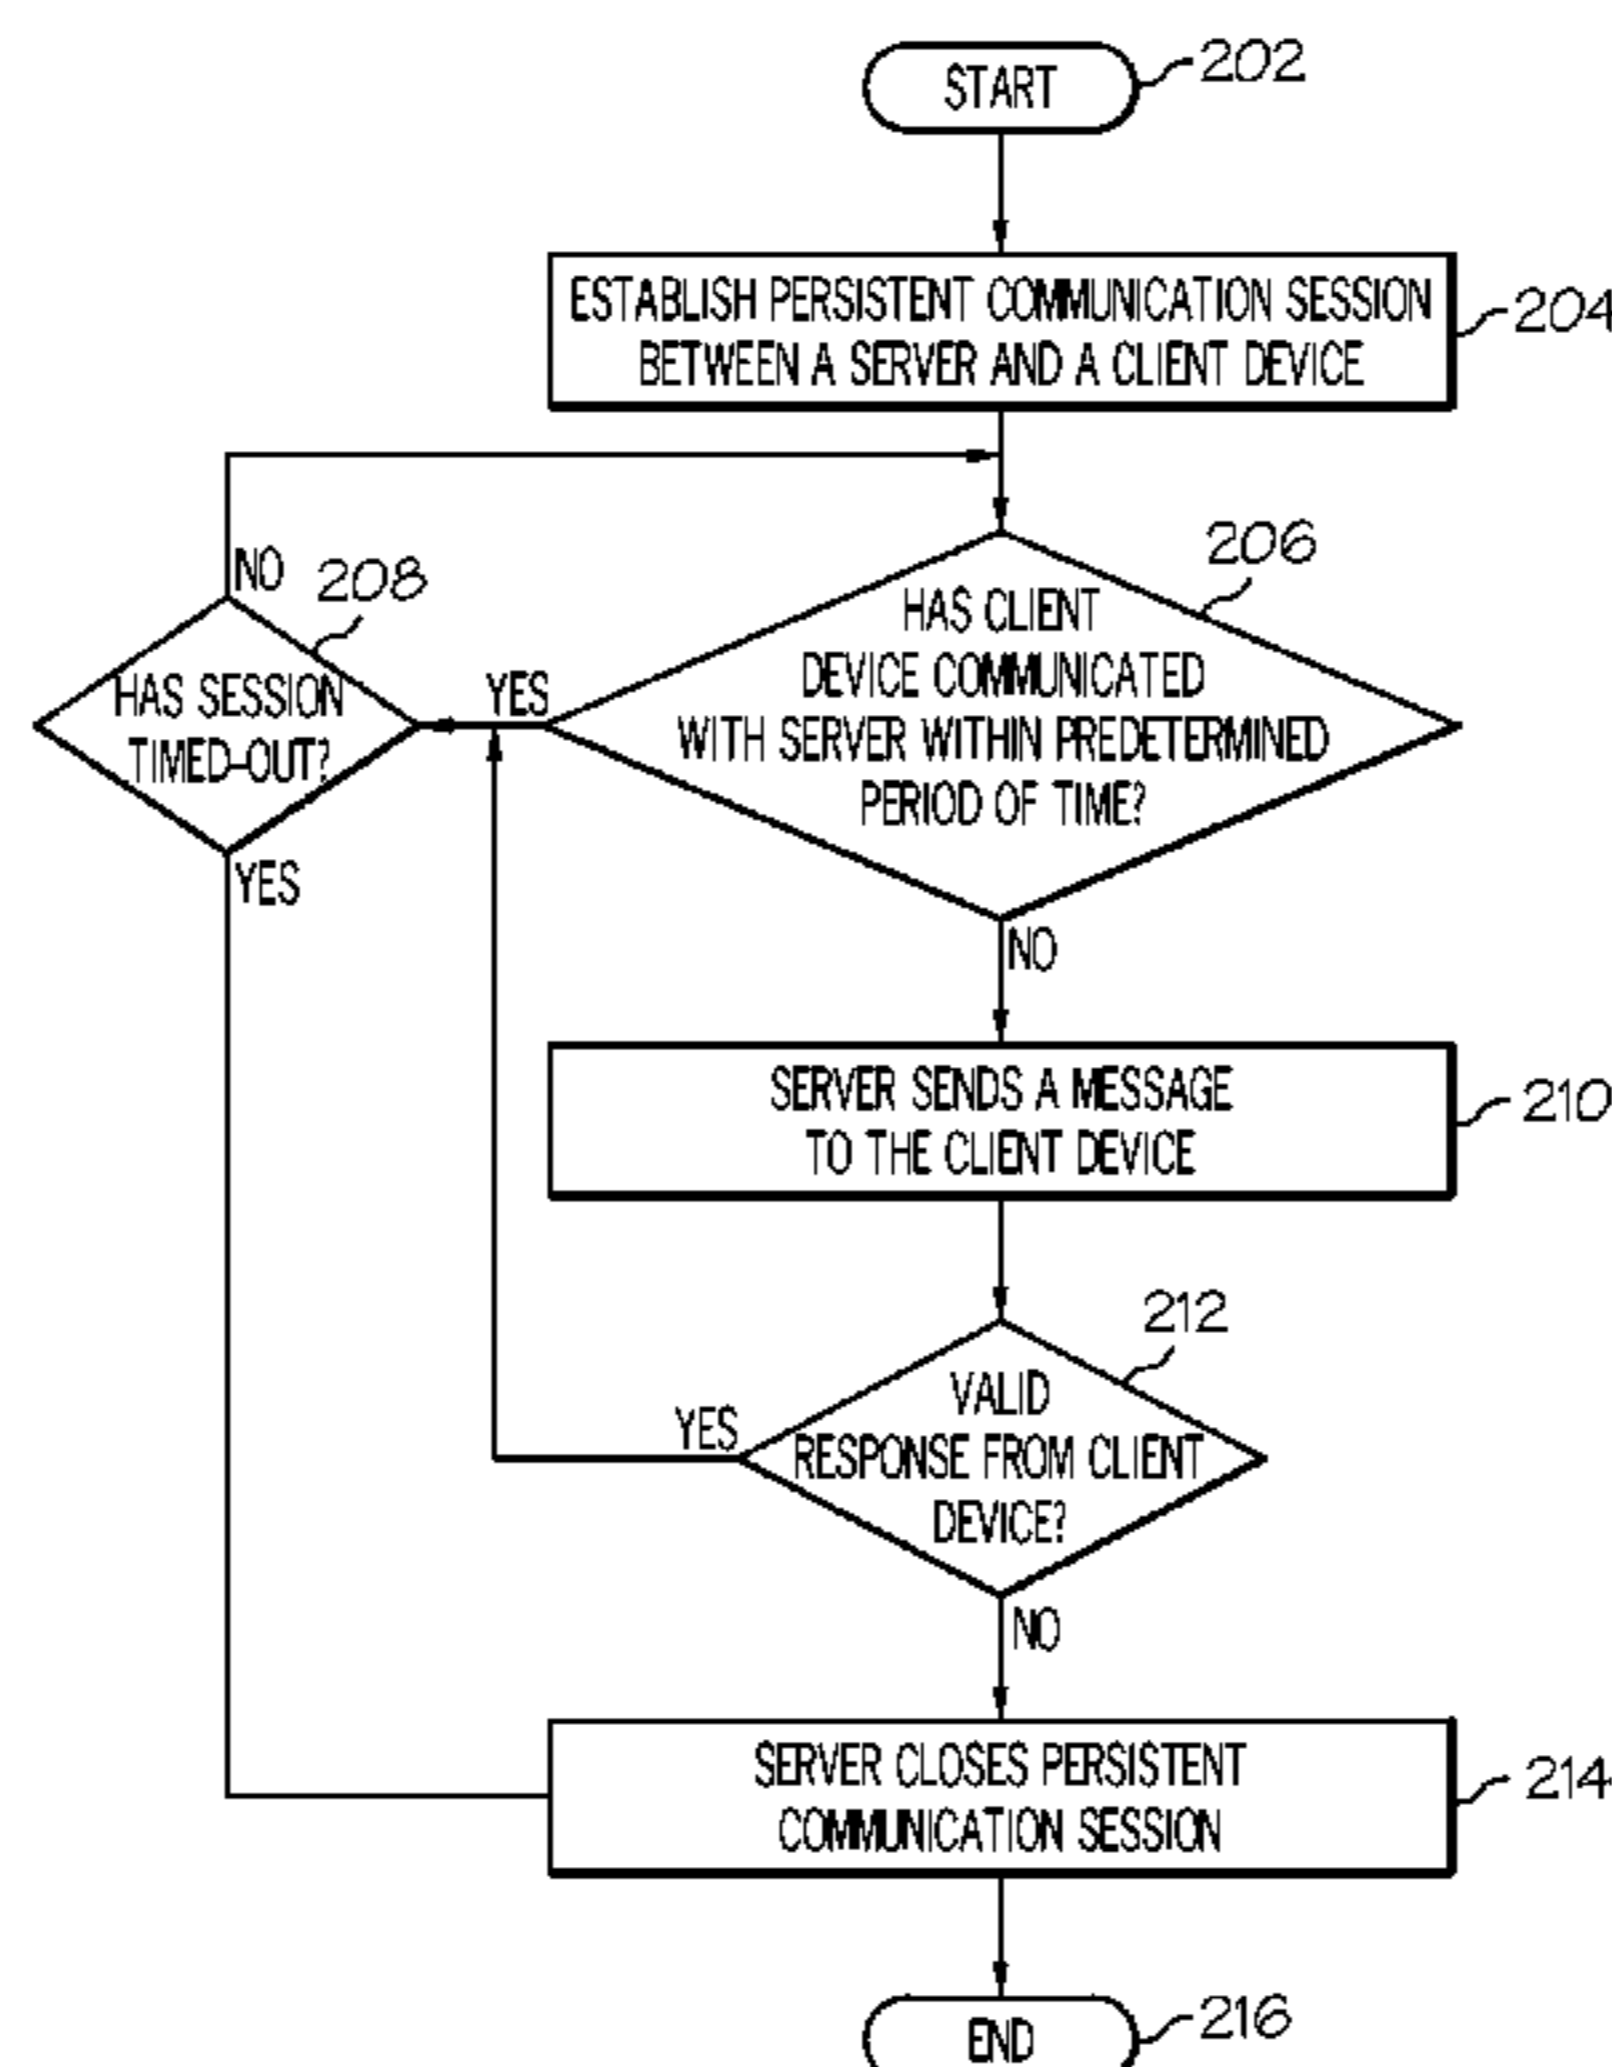 START
202
ESTABLISH PERSISTENT COMMUNICATION SESSION
BETWEEN A SERVER AND A CLIENT DEVICE
204
NO
208
HAS SESSION
TIMED-OUT?
YES
YES
206
HAS CLIENT
DEVICE COMMUNICATED
WITH SERVER WITHIN PREDETERMINED
PERIOD OF TIME?
NO
SERVER SENDS A MESSAGE
TO THE CLIENT DEVICE
210
212
VALID
RESPONSE FROM CLIENT
DEVICE?
YES
NO
SERVER CLOSES PERSISTENT
COMMUNICATION SESSION
214
END
216